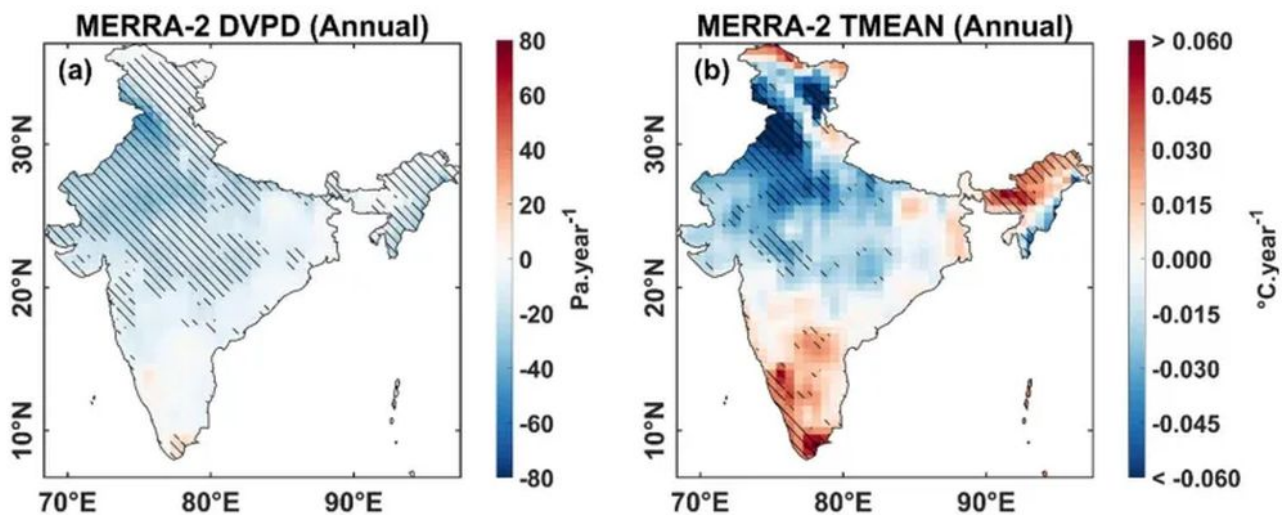 MERRA-2 DVPD (Annual)
(a)
30°N
20°N
10°N
70°E
80°E
90°E
80
60
40
20
0
-20
-40
-60
-80
Pa.year⁻¹
MERRA-2 TMEAN (Annual)
(b)
30°N
20°N
10°N
70°E
80°E
90°E
> 0.060
0.045
0.030
0.015
0.000
-0.015
-0.030
-0.045
< -0.060
°C.year⁻¹